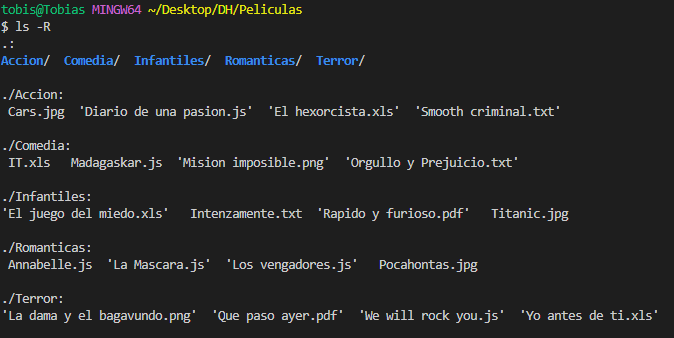 tobis@Tobias MINGW64 ~/Desktop/DH/Peliculas
$ ls -R
.:
Accion/  Comedia/  Infantiles/  Romanticas/  Terror/
./Accion:
 Cars.jpg  'Diario de una pasion.js'  'El hexorcista.xls'  'Smooth criminal.txt'
./Comedia:
 IT.xls   Madagaskar.js  'Mision imposible.png'  'Orgullo y Prejuicio.txt'
./Infantiles:
'El juego del miedo.xls'   Intenzamente.txt  'Rapido y furioso.pdf'   Titanic.jpg
./Romanticas:
 Annabelle.js  'La Mascara.js'  'Los vengadores.js'   Pocahontas.jpg
./Terror:
'La dama y el bagavundo.png'  'Que paso ayer.pdf'  'We will rock you.js'  'Yo antes de ti.xls'